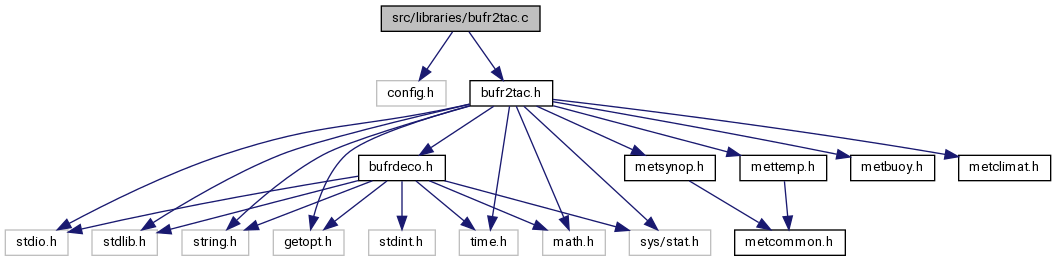 src/libraries/bufr2tac.c
config.h
bufr2tac.h
bufrdeco.h
metsynop.h
mettemp.h
metbuoy.h
metclimat.h
stdio.h
stdlib.h
string.h
getopt.h
stdint.h
time.h
math.h
sys/stat.h
metcommon.h